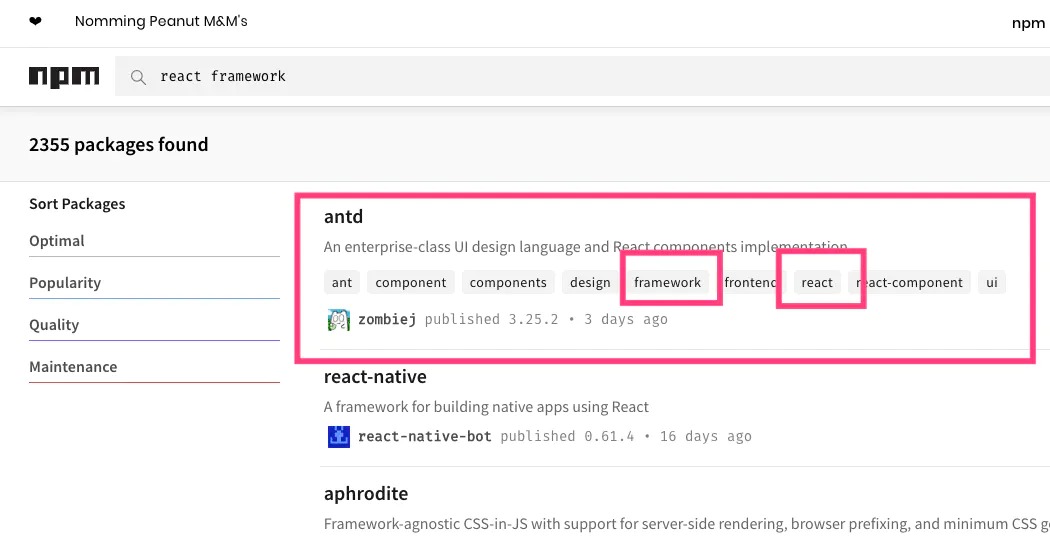 ❤ Nomming Peanut M&M's npm
npm react framework
2355 packages found
Sort Packages
Optimal
Popularity
Quality
Maintenance
antd
An enterprise-class UI design language and React components implementation
ant component components design framework frontend react react-component ui
zombiej published 3.25.2 • 3 days ago
react-native
A framework for building native apps using React
react-native-bot published 0.61.4 • 16 days ago
aphrodite
Framework-agnostic CSS-in-JS with support for server-side rendering, browser prefixing, and minimum CSS ge